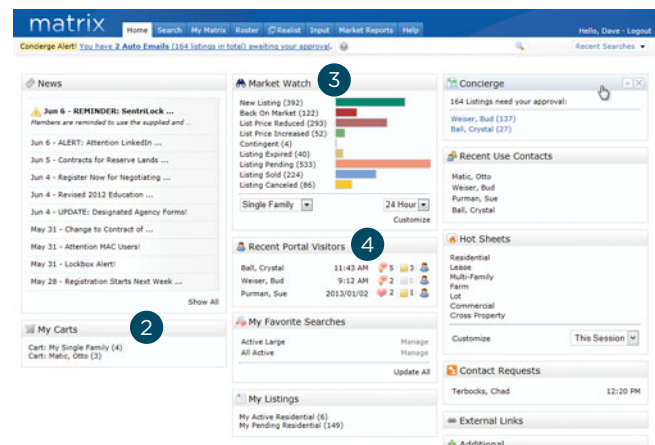 matrix
Home Search My Matrix Roster Realist Input Market Reports Help
Hello, Dave - Logout
Concierge Alert! You have 2 Auto Emails (164 listings in total) awaiting your approval.
Recent Searches
News
Jun 6 - REMINDER: SentriLock ...
Members are reminded to use the supplied and ...
Jun 6 - ALERT: Attention LinkedIn ...
Jun 5 - Contracts for Reserve Lands ...
Jun 4 - Register Now for Negotiating ...
Jun 4 - Revised 2012 Education ...
Jun 4 - UPDATE: Designated Agency Forms!
May 31 - Change to Contract of ...
May 31 - Attention MAC Users!
May 31 - Lockbox Alert!
May 28 - Registration Starts Next Week ...
Show All
My Carts 2
Cart: My Single Family (4)
Cart: Matic, Otto (3)
Market Watch 3
New Listing (392)
Back On Market (122)
List Price Reduced (293)
List Price Increased (52)
Contingent (4)
Listing Expired (40)
Listing Pending (533)
Listing Sold (224)
Listing Canceled (86)
Single Family 24 Hour
Customize
Recent Portal Visitors 4
Ball, Crystal 11:43 AM 5 3
Weiser, Bud 9:12 AM 2 0
Purman, Sue 2013/01/02 2 1
My Favorite Searches
Active Large Manage
All Active Manage
Update All
My Listings
My Active Residential (6)
My Pending Residential (149)
Concierge
164 Listings need your approval:
Weiser, Bud (137)
Ball, Crystal (27)
Recent Use Contacts
Matic, Otto
Weiser, Bud
Purman, Sue
Ball, Crystal
Hot Sheets
Residential
Lease
Multi-Family
Farm
Lot
Commercial
Cross Property
Customize This Session
Contact Requests
Terbocks, Chad 12:20 PM
External Links
Additional